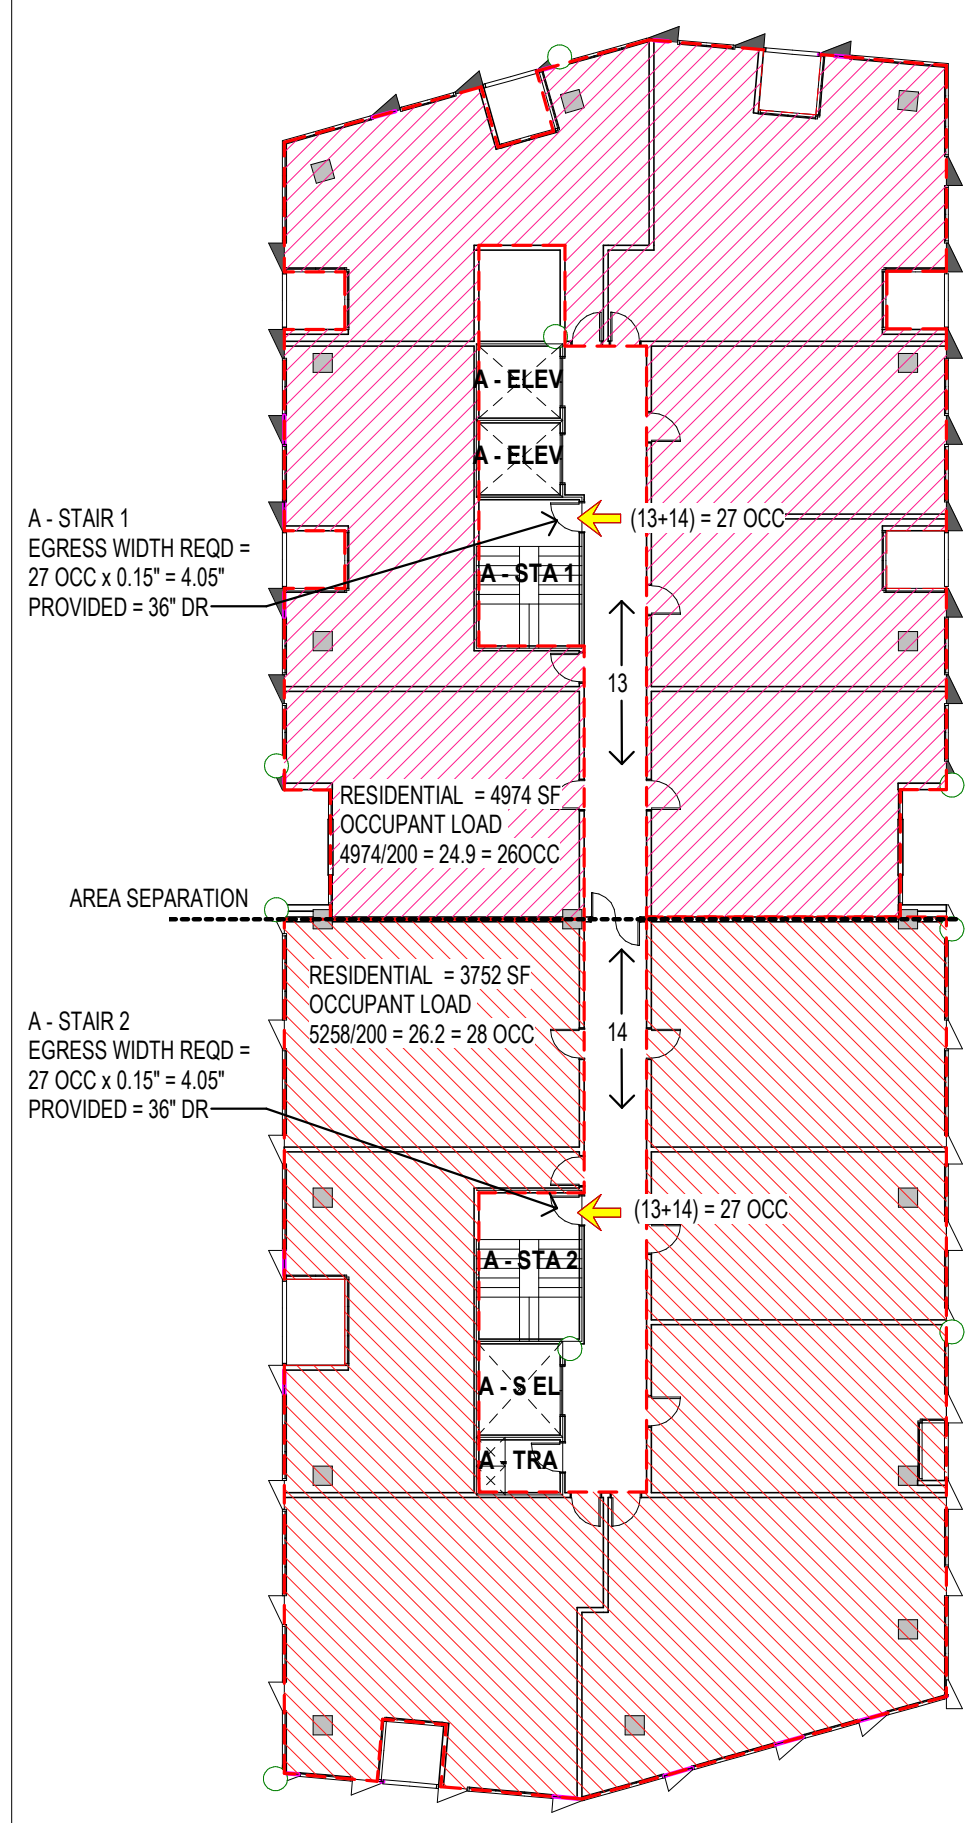 A - ELEV
A - ELEV
A - STAIR 1
EGRESS WIDTH REQD =
27 OCC x 0.15" = 4.05"
PROVIDED = 36" DR
(13+14) = 27 OCC
A - STA 1
13
RESIDENTIAL = 4974 SF
OCCUPANT LOAD
4974/200 = 24.9 = 26OCC
AREA SEPARATION
RESIDENTIAL = 3752 SF
OCCUPANT LOAD
5258/200 = 26.2 = 28 OCC
14
A - STAIR 2
EGRESS WIDTH REQD =
27 OCC x 0.15" = 4.05"
PROVIDED = 36" DR
(13+14) = 27 OCC
A - STA 2
A - S EL
A - TRA